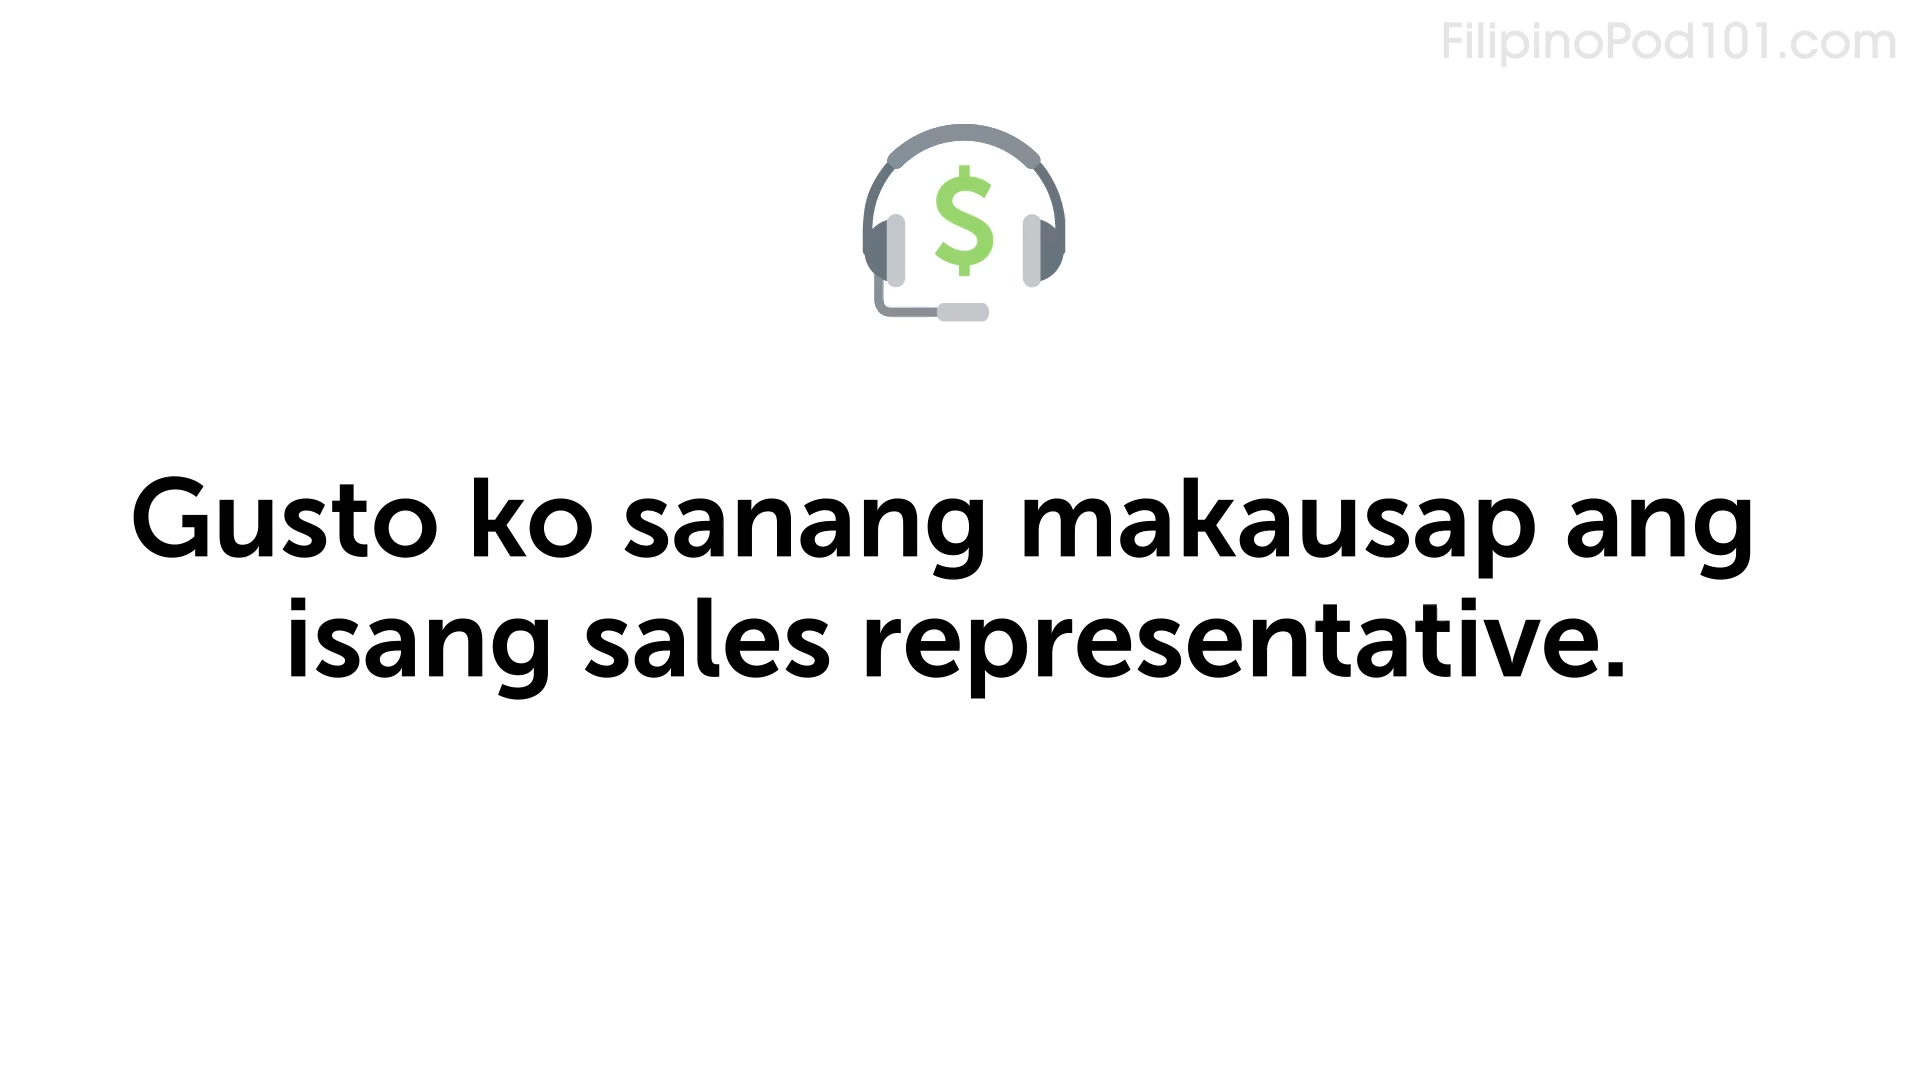 FilipinoPod101.com
$
Gusto ko sanang makausap ang
isang sales representative.